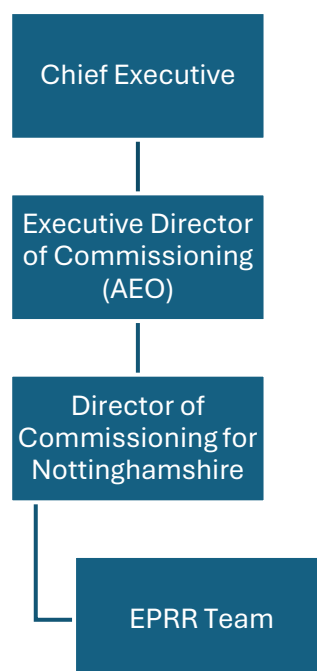 Chief Executive
Executive Director
of Commissioning
(AEO)
Director of
Commissioning for
Nottinghamshire
EPRR Team